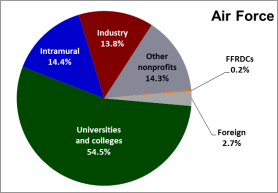 Air Force
Industry
13.8%
Intramural
14.4%
Other
nonprofits
14.3%
FFRDCs
0.2%
Foreign
2.7%
Universities
and colleges
54.5%